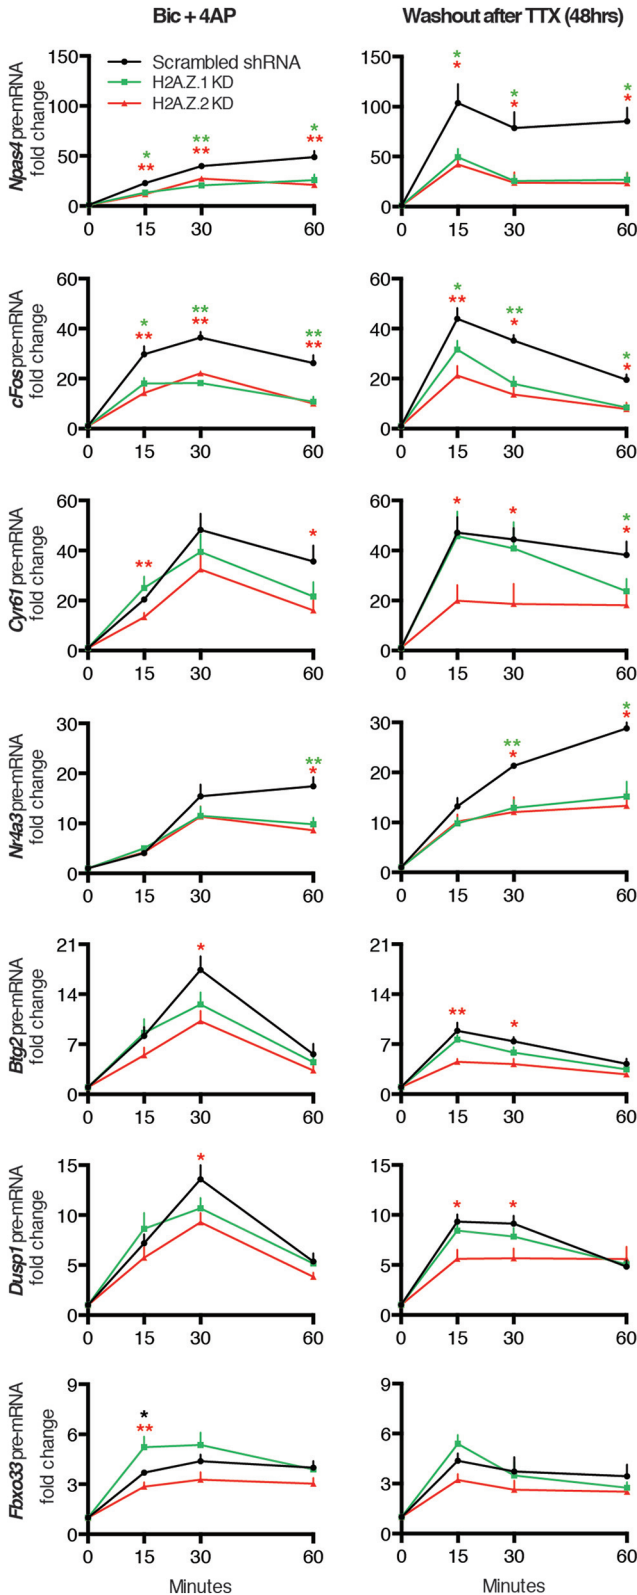 Bic + 4AP
Washout after TTX (48hrs)
Npas4 pre-mRNA
fold change
150
100
50
0
Scrambled shRNA
H2A.Z.1 KD
H2A.Z.2 KD
*
**
**
**
*
**
0 15 30 60
150
100
50
0
*
*
*
*
*
*
0 15 30 60
cFos pre-mRNA
fold change
60
40
20
0
*
**
**
**
**
**
0 15 30 60
60
40
20
0
*
**
**
*
*
*
0 15 30 60
Cyr61 pre-mRNA
fold change
60
40
20
0
**
*
0 15 30 60
60
40
20
0
*
*
*
*
0 15 30 60
Nr4a3 pre-mRNA
fold change
30
20
10
0
**
*
0 15 30 60
30
20
10
0
**
*
*
*
0 15 30 60
Btg2 pre-mRNA
fold change
21
14
7
0
*
0 15 30 60
21
14
7
0
**
*
0 15 30 60
Dusp1 pre-mRNA
fold change
15
10
5
0
*
0 15 30 60
15
10
5
0
*
*
0 15 30 60
Fbxo33 pre-mRNA
fold change
9
6
3
0
*
**
0 15 30 60
Minutes
9
6
3
0
0 15 30 60
Minutes